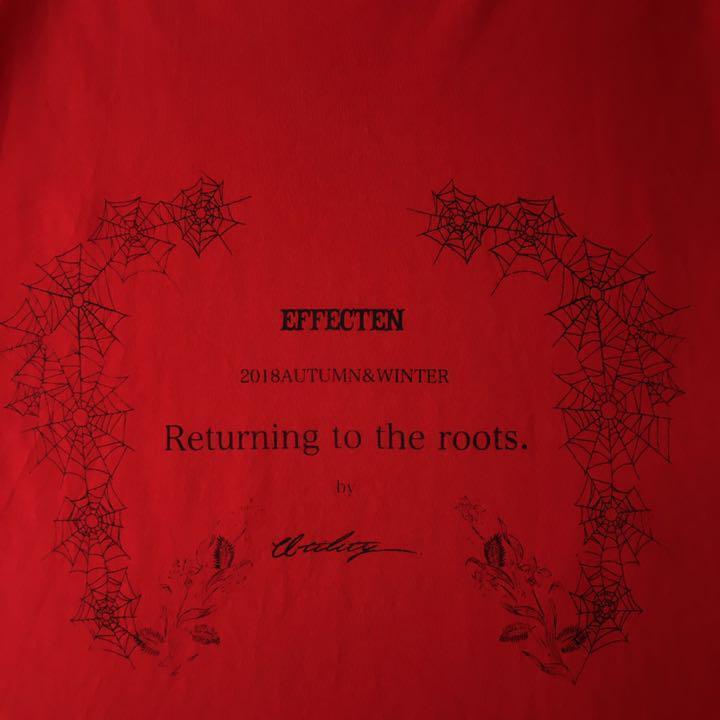 EFFECTEN
2018AUTUMN&WINTER
Returning to the roots.
by